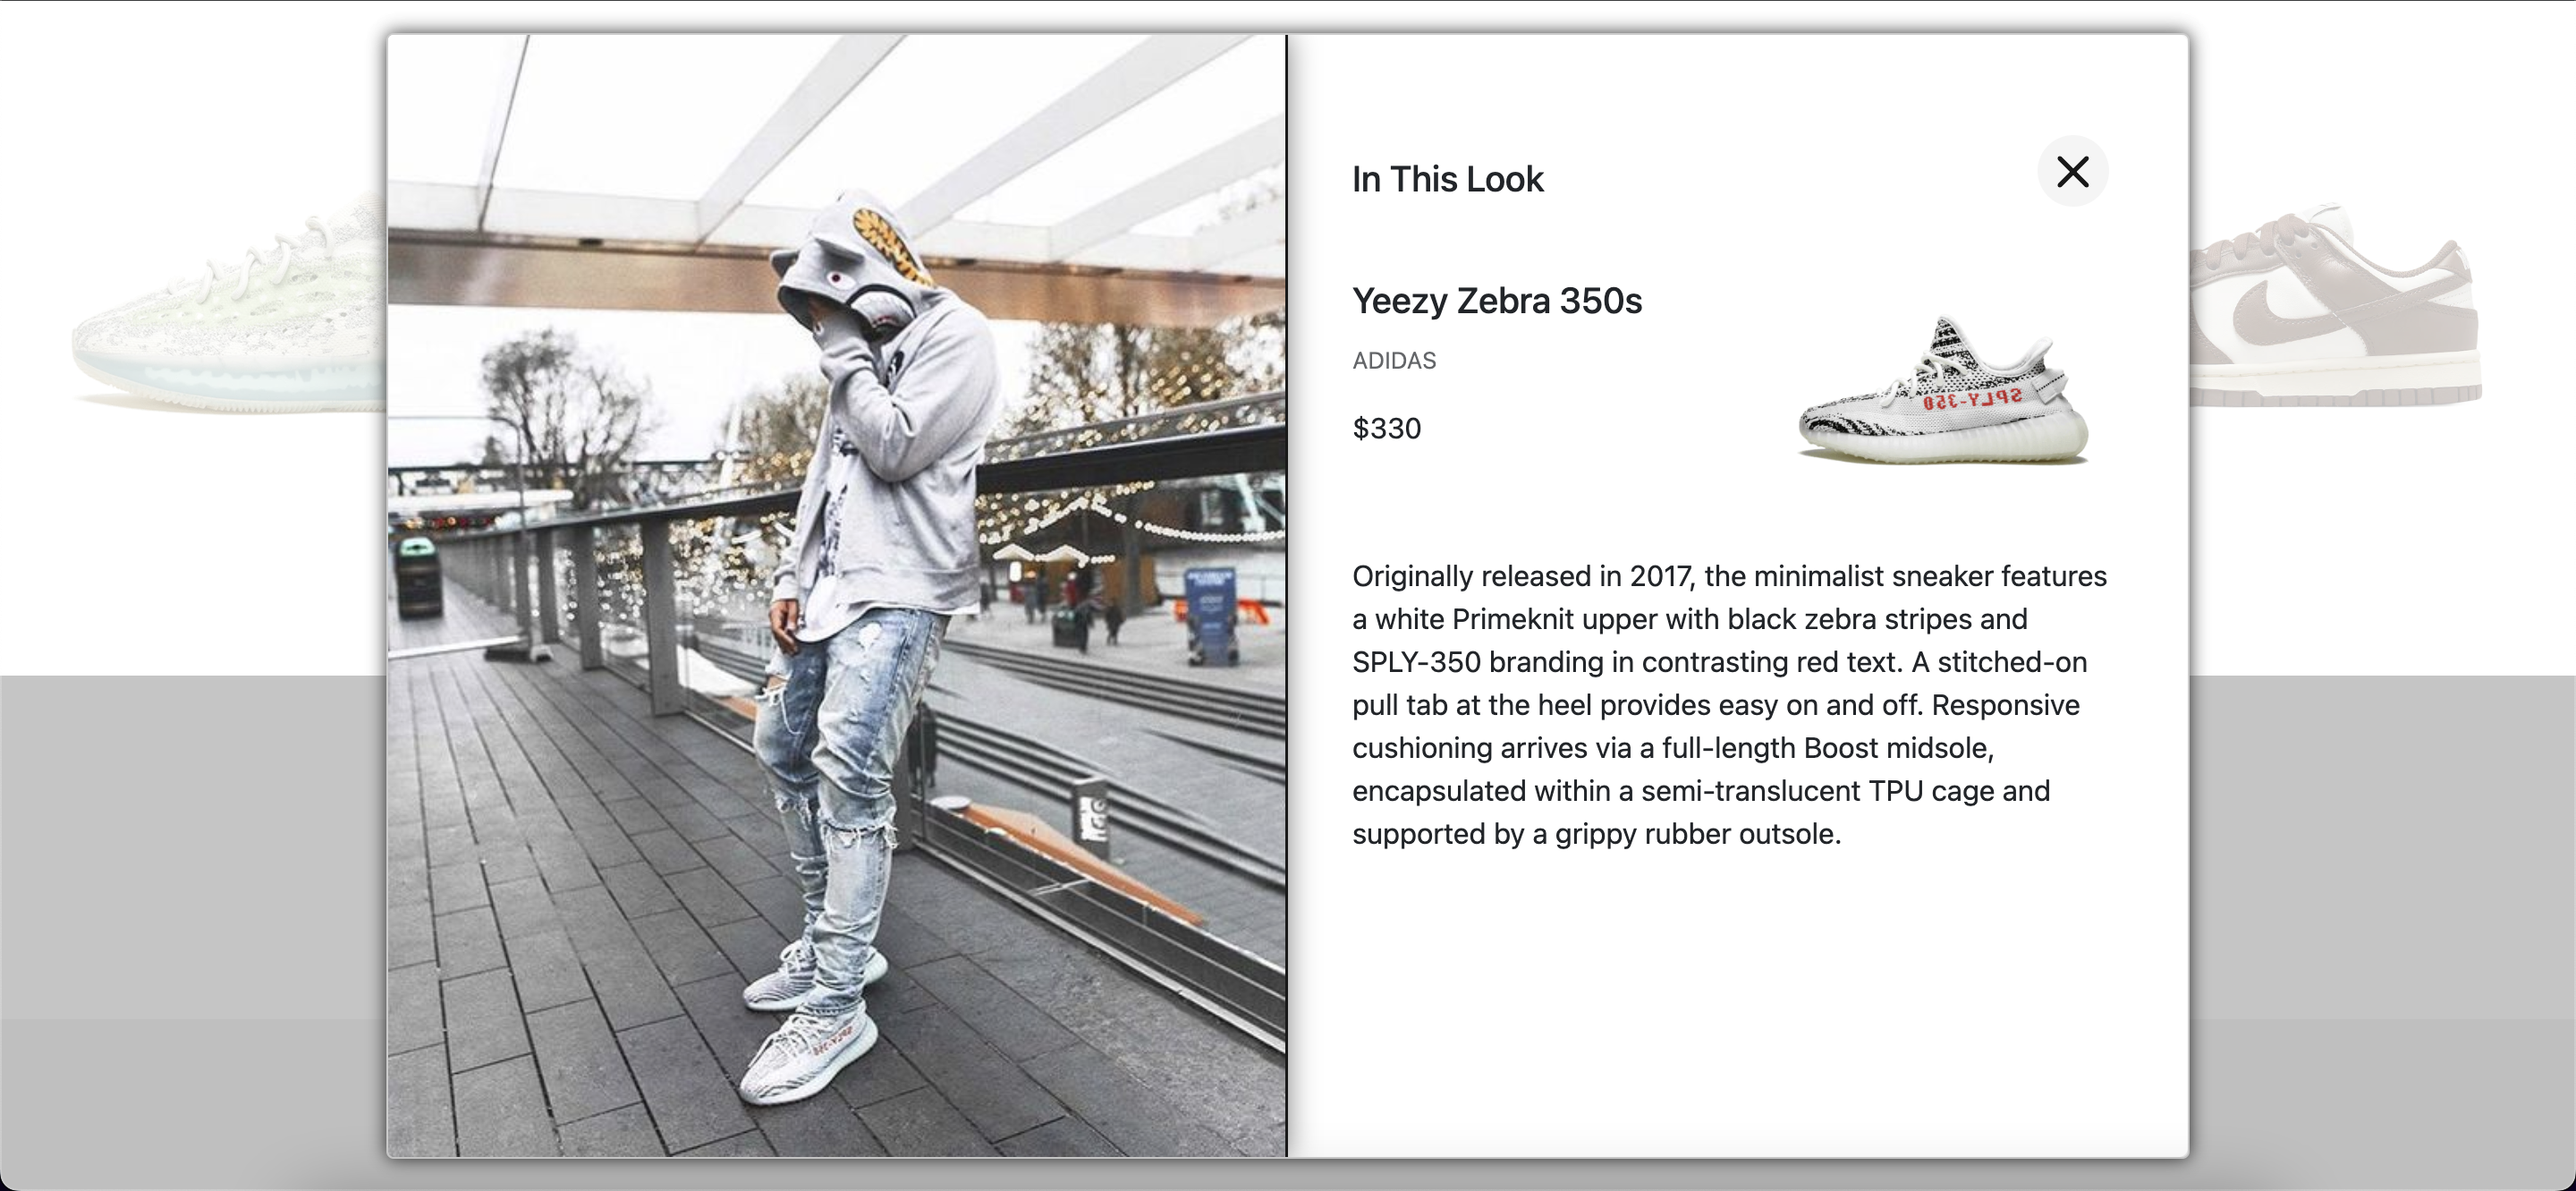 In This Look
Yeezy Zebra 350s
ADIDAS
$330
SPLY-350
Originally released in 2017, the minimalist sneaker features
a white Primeknit upper with black zebra stripes and
SPLY-350 branding in contrasting red text. A stitched-on
pull tab at the heel provides easy on and off. Responsive
cushioning arrives via a full-length Boost midsole,
encapsulated within a semi-translucent TPU cage and
supported by a grippy rubber outsole.